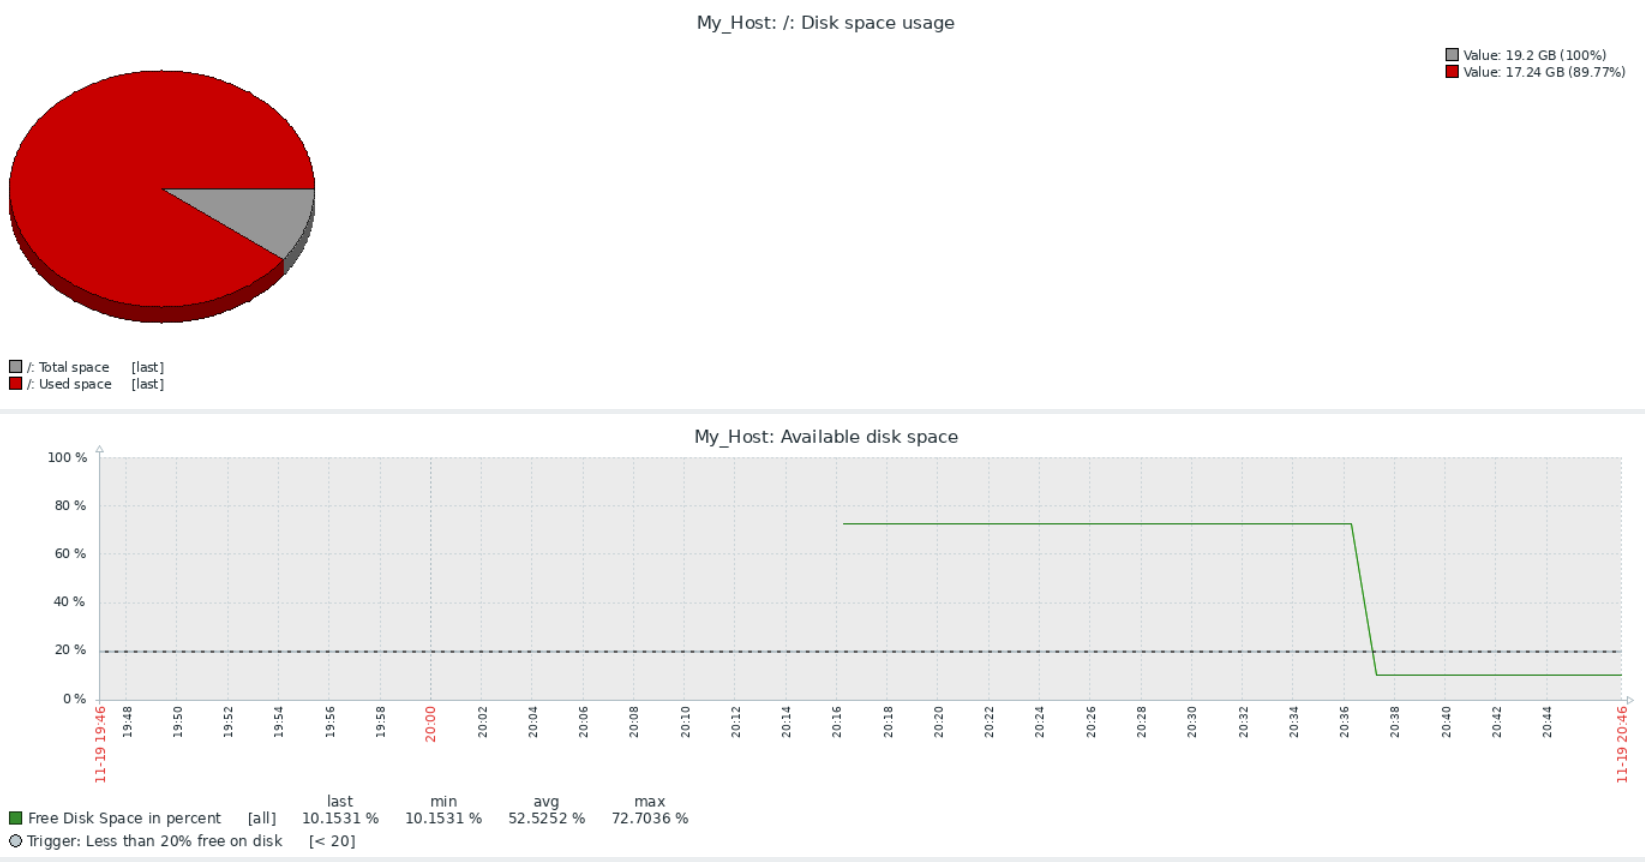 My_Host: /: Disk space usage
Value: 19.2 GB (100%)
Value: 17.24 GB (89.77%)
/: Total space [last]
/: Used space [last]
My_Host: Available disk space
100 %
80 %
60 %
40 %
20 %
0 %
11-19 19:46 19:48 19:50 19:52 19:54 19:56 19:58 20:00 20:02 20:04 20:06 20:08 20:10 20:12 20:14 20:16 20:18 20:20 20:22 20:24 20:26 20:28 20:30 20:32 20:34 20:36 20:38 20:40 20:42 20:44 11-19 20:46
last min avg max
Free Disk Space in percent [all] 10.1531 % 10.1531 % 52.5252 % 72.7036 %
Trigger: Less than 20% free on disk [< 20]